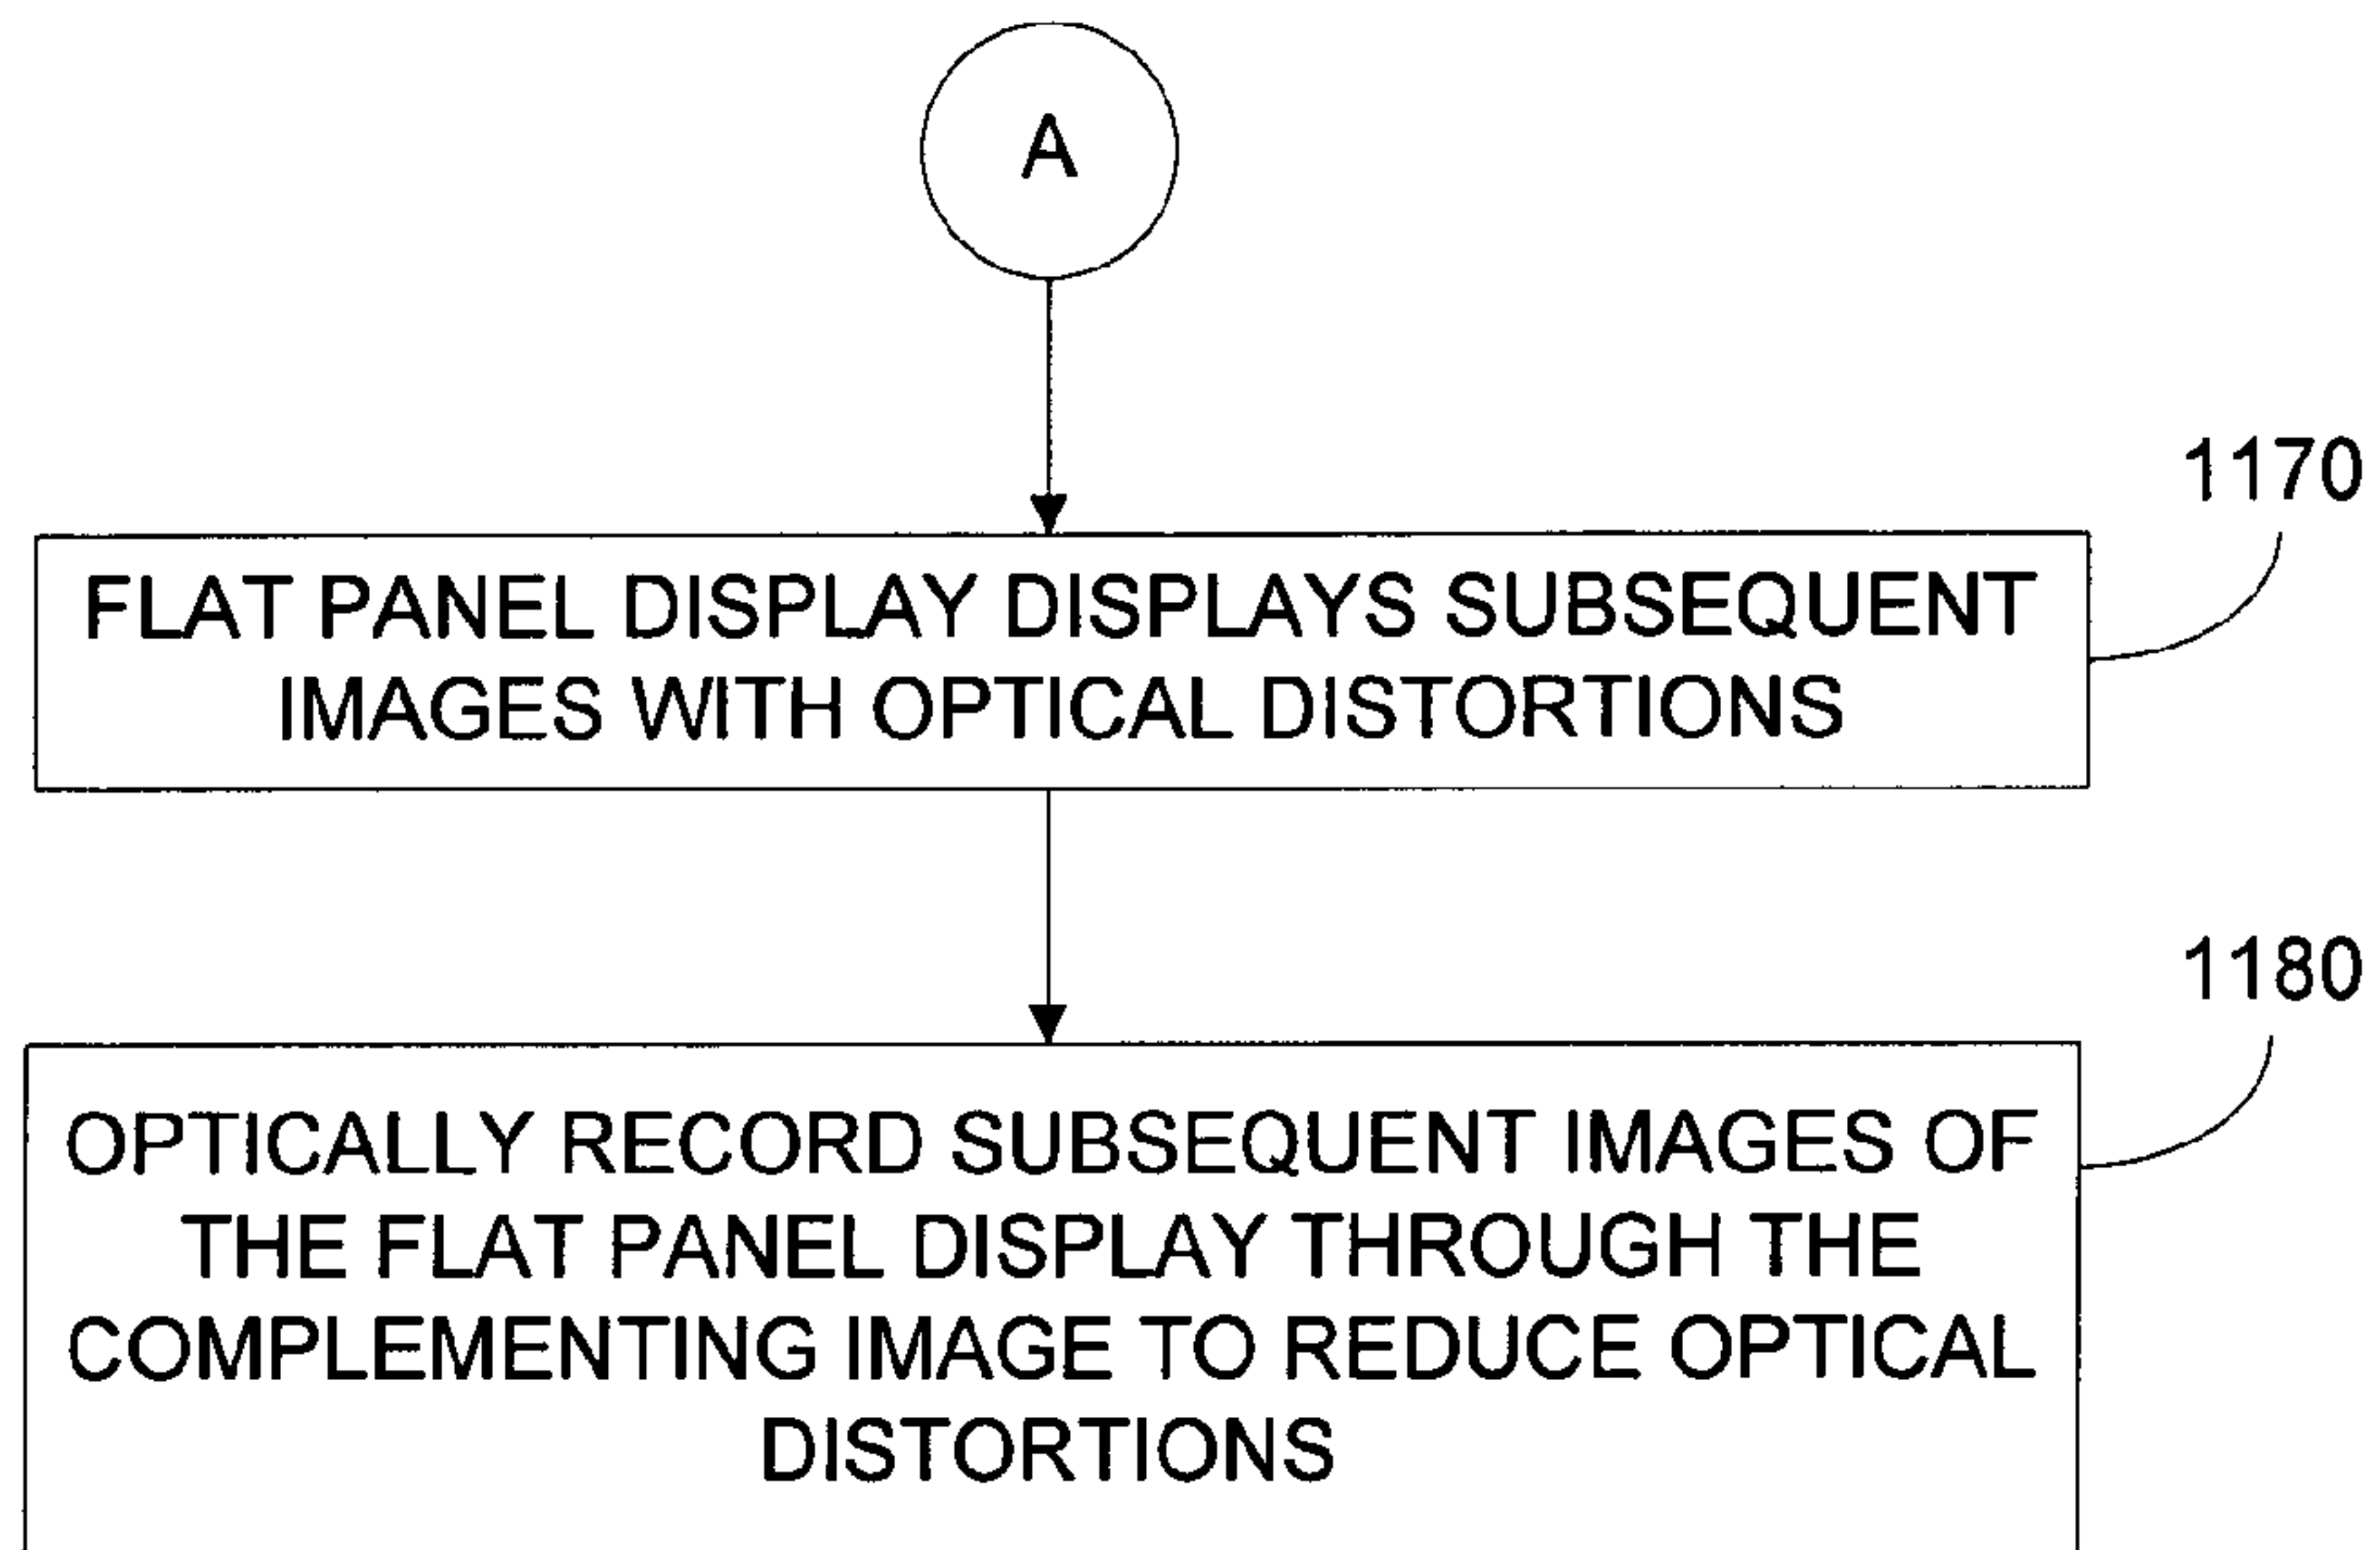 A
1170
FLAT PANEL DISPLAY DISPLAYS SUBSEQUENT
IMAGES WITH OPTICAL DISTORTIONS
1180
OPTICALLY RECORD SUBSEQUENT IMAGES OF
THE FLAT PANEL DISPLAY THROUGH THE
COMPLEMENTING IMAGE TO REDUCE OPTICAL
DISTORTIONS